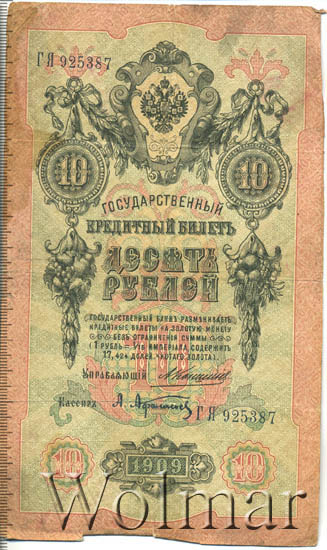 ГЯ 925387
10 10
ГОСУДАРСТВЕННЫЙ
КРЕДИТНЫЙ БИЛЕТЪ
ДЕСЯТЬ
РУБЛЕЙ
ГОСУДАРСТВЕННЫЙ БАНКЪ РАЗМѢНИВАЕТЪ
КРЕДИТНЫЕ БИЛЕТЫ НА ЗОЛОТУЮ МОНЕТУ
БЕЗЪ ОГРАНИЧЕНІЯ СУММЫ
(1 РУБЛЬ = 1/15 ИМПЕРІАЛА, СОДЕРЖИТЪ
17,424 ДОЛЕЙ ЧИСТАГО ЗОЛОТА).
УПРАВЛЯЮЩІЙ
Кассиръ
ГЯ 925387
10 1909 10
Wolmar